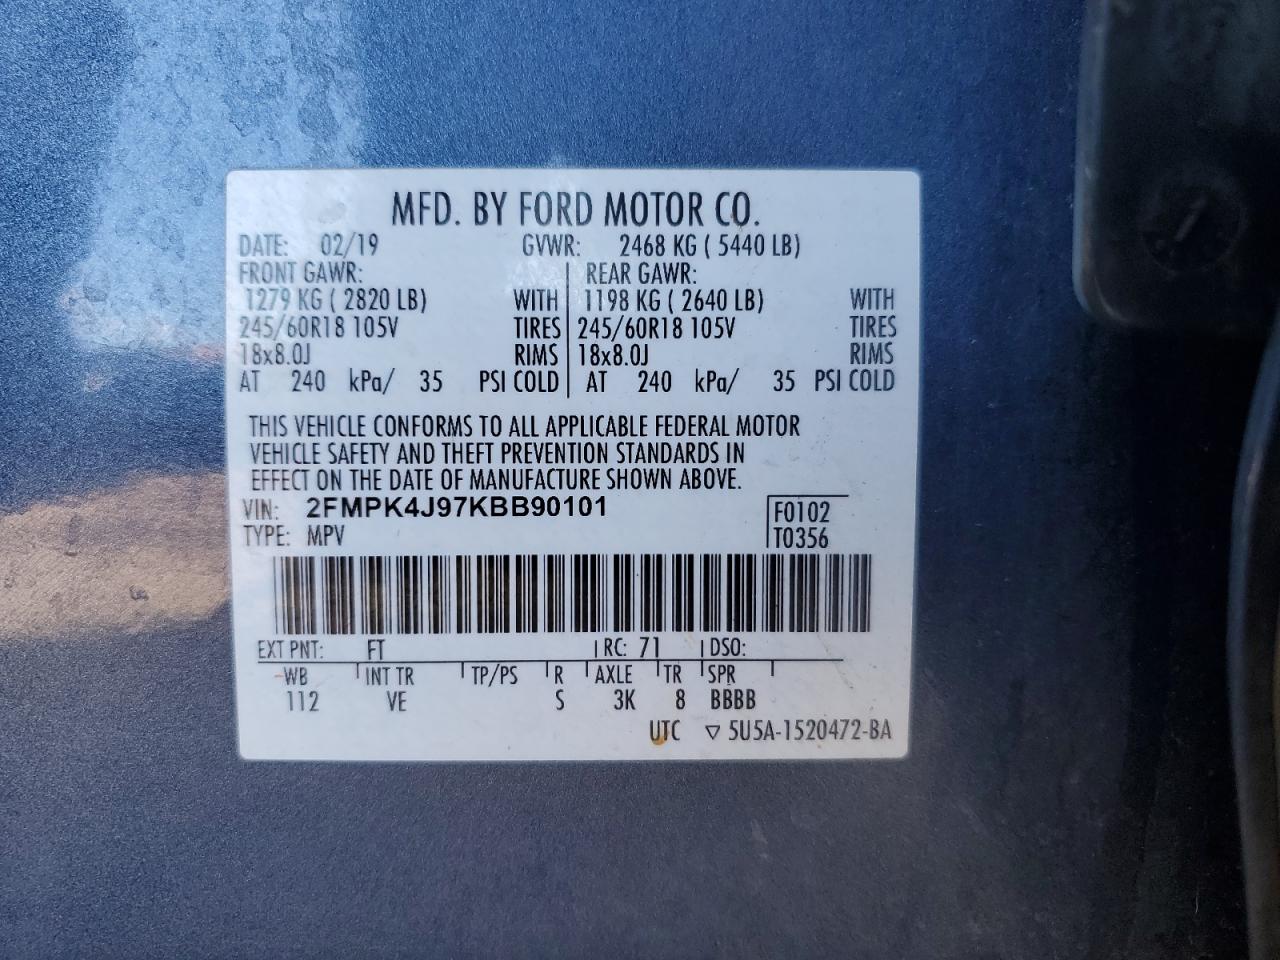 MFD. BY FORD MOTOR CO.
DATE: 02/19 GVWR: 2468 KG ( 5440 LB)
FRONT GAWR: REAR GAWR:
1279 KG ( 2820 LB) WITH 1198 KG ( 2640 LB) WITH
245/60R18 105V TIRES 245/60R18 105V TIRES
18x8.0J RIMS 18x8.0J RIMS
AT 240 kPa/ 35 PSI COLD AT 240 kPa/ 35 PSI COLD
THIS VEHICLE CONFORMS TO ALL APPLICABLE FEDERAL MOTOR
VEHICLE SAFETY AND THEFT PREVENTION STANDARDS IN
EFFECT ON THE DATE OF MANUFACTURE SHOWN ABOVE.
VIN: 2FMPK4J97KBB90101 F0102
TYPE: MPV T0356
EXT PNT: FT RC: 71 DSO:
WB INT TR TP/PS R AXLE TR SPR
112 VE S 3K 8 BBBB
UTC ▽ 5U5A-1520472-BA